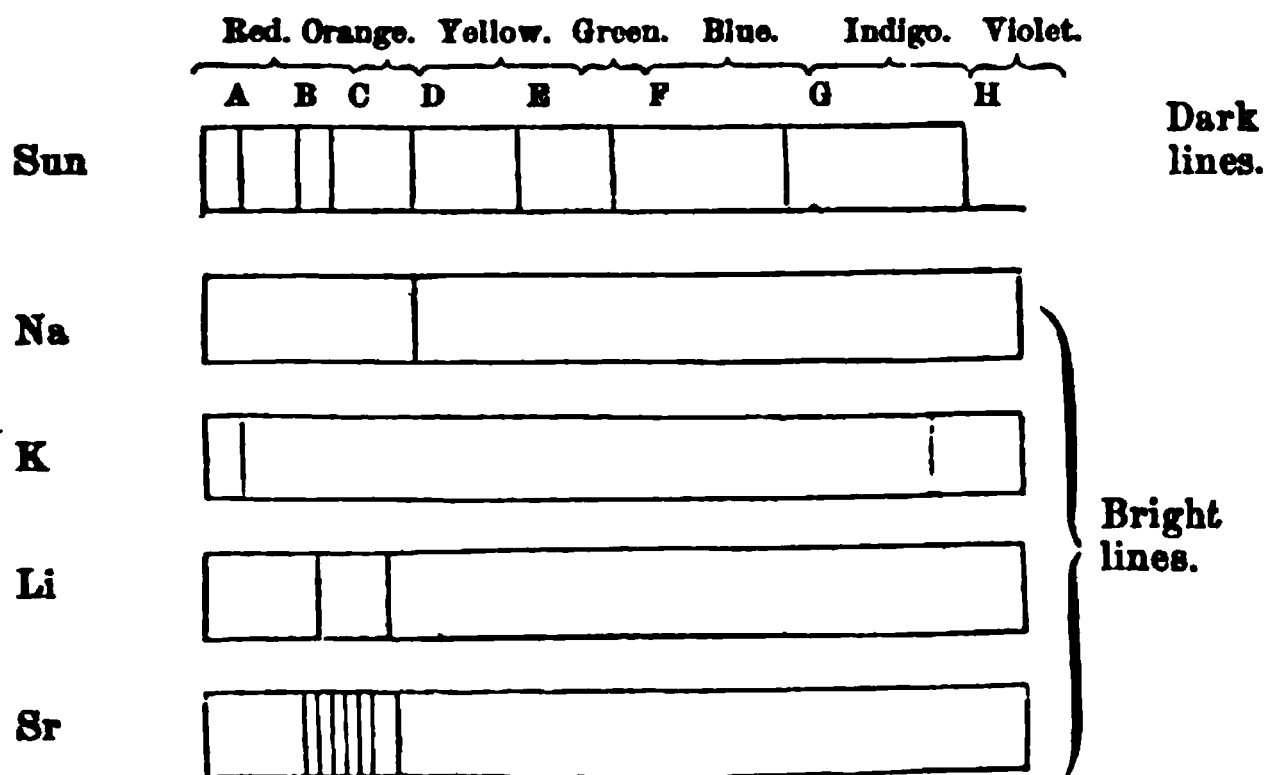 Red. Orange. Yellow. Green. Blue. Indigo. Violet.
A B C D E F G H
Sun
Dark
lines.
Na
K
Bright
lines.
Li
Sr